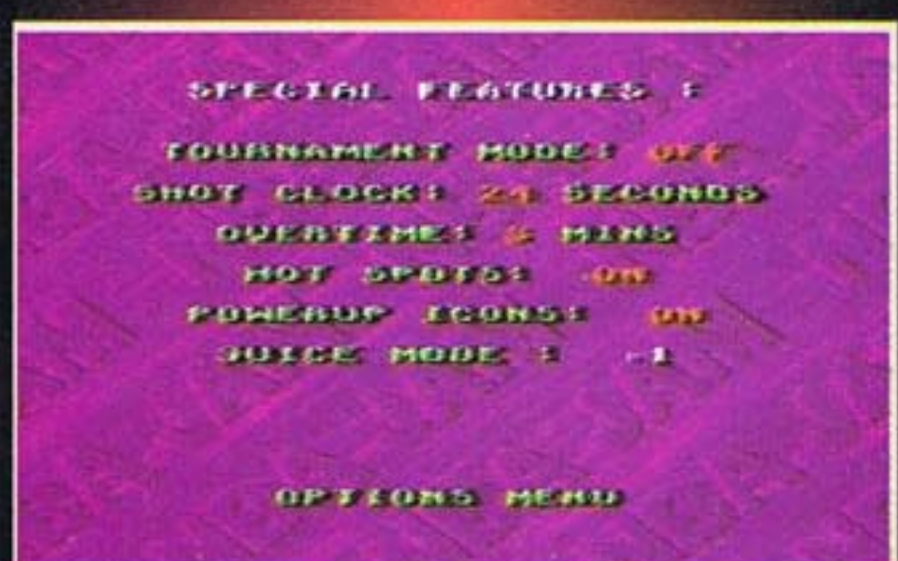 SPECIAL FEATURES :
TOURNAMENT MODE: OFF
SHOT CLOCK: 24 SECONDS
OVERTIME: MINS
HOT SPOTS: ON
POWERUP ICONS: ON
JUICE MODE : 1
OPTIONS MENU